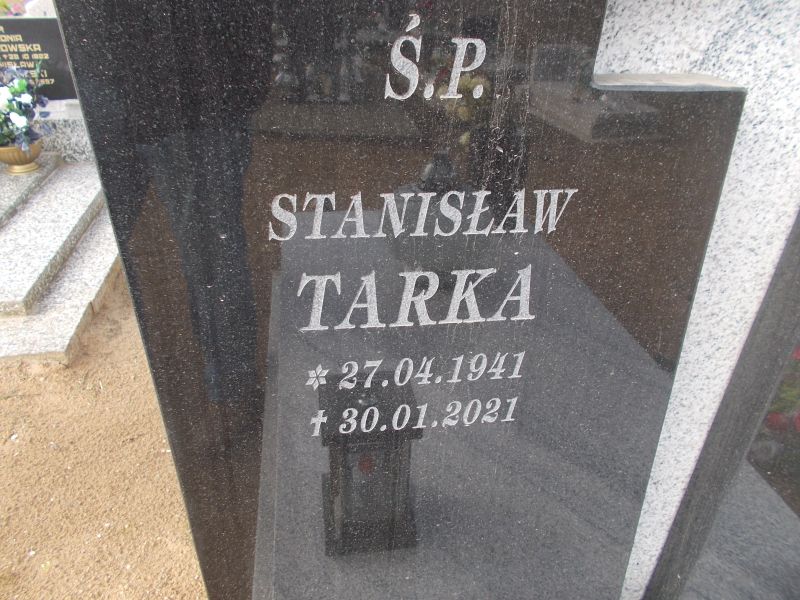 Ś.P.
STANISŁAW
TARKA
* 27.04.1941
† 30.01.2021